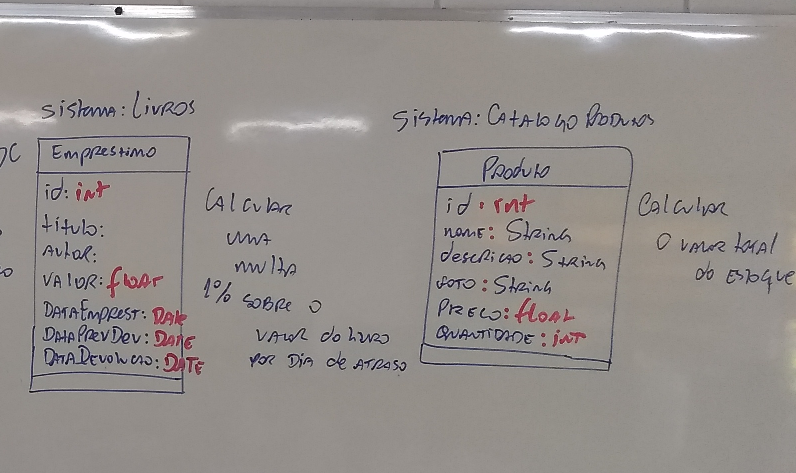 Sistema: Livros
Emprestimo
id: int
titulo:
Autor:
Valor: float
DataEmprest: Date
DataPrevDev: Date
DataDevolucao: Date
Calcular
uma
multa
1% sobre o
valor do livro
por dia de atraso
Sistema: Catalogo Produtos
Produto
id: int
nome: String
descricao: String
foto: String
Preco: float
Quantidade: int
Calcular
o valor total
do estoque